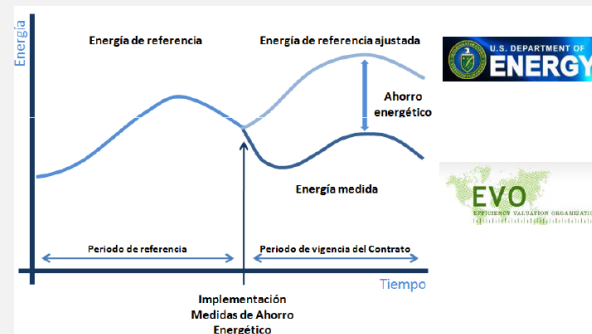 Energía
Energía de referencia
Energía de referencia ajustada
U.S. DEPARTMENT OF
ENERGY
Ahorro
energético
Energía medida
EVO
EFFICIENCY VALUATION ORGANIZATION
Periodo de referencia
Periodo de vigencia del Contrato
Tiempo
Implementación
Medidas de Ahorro
Energético